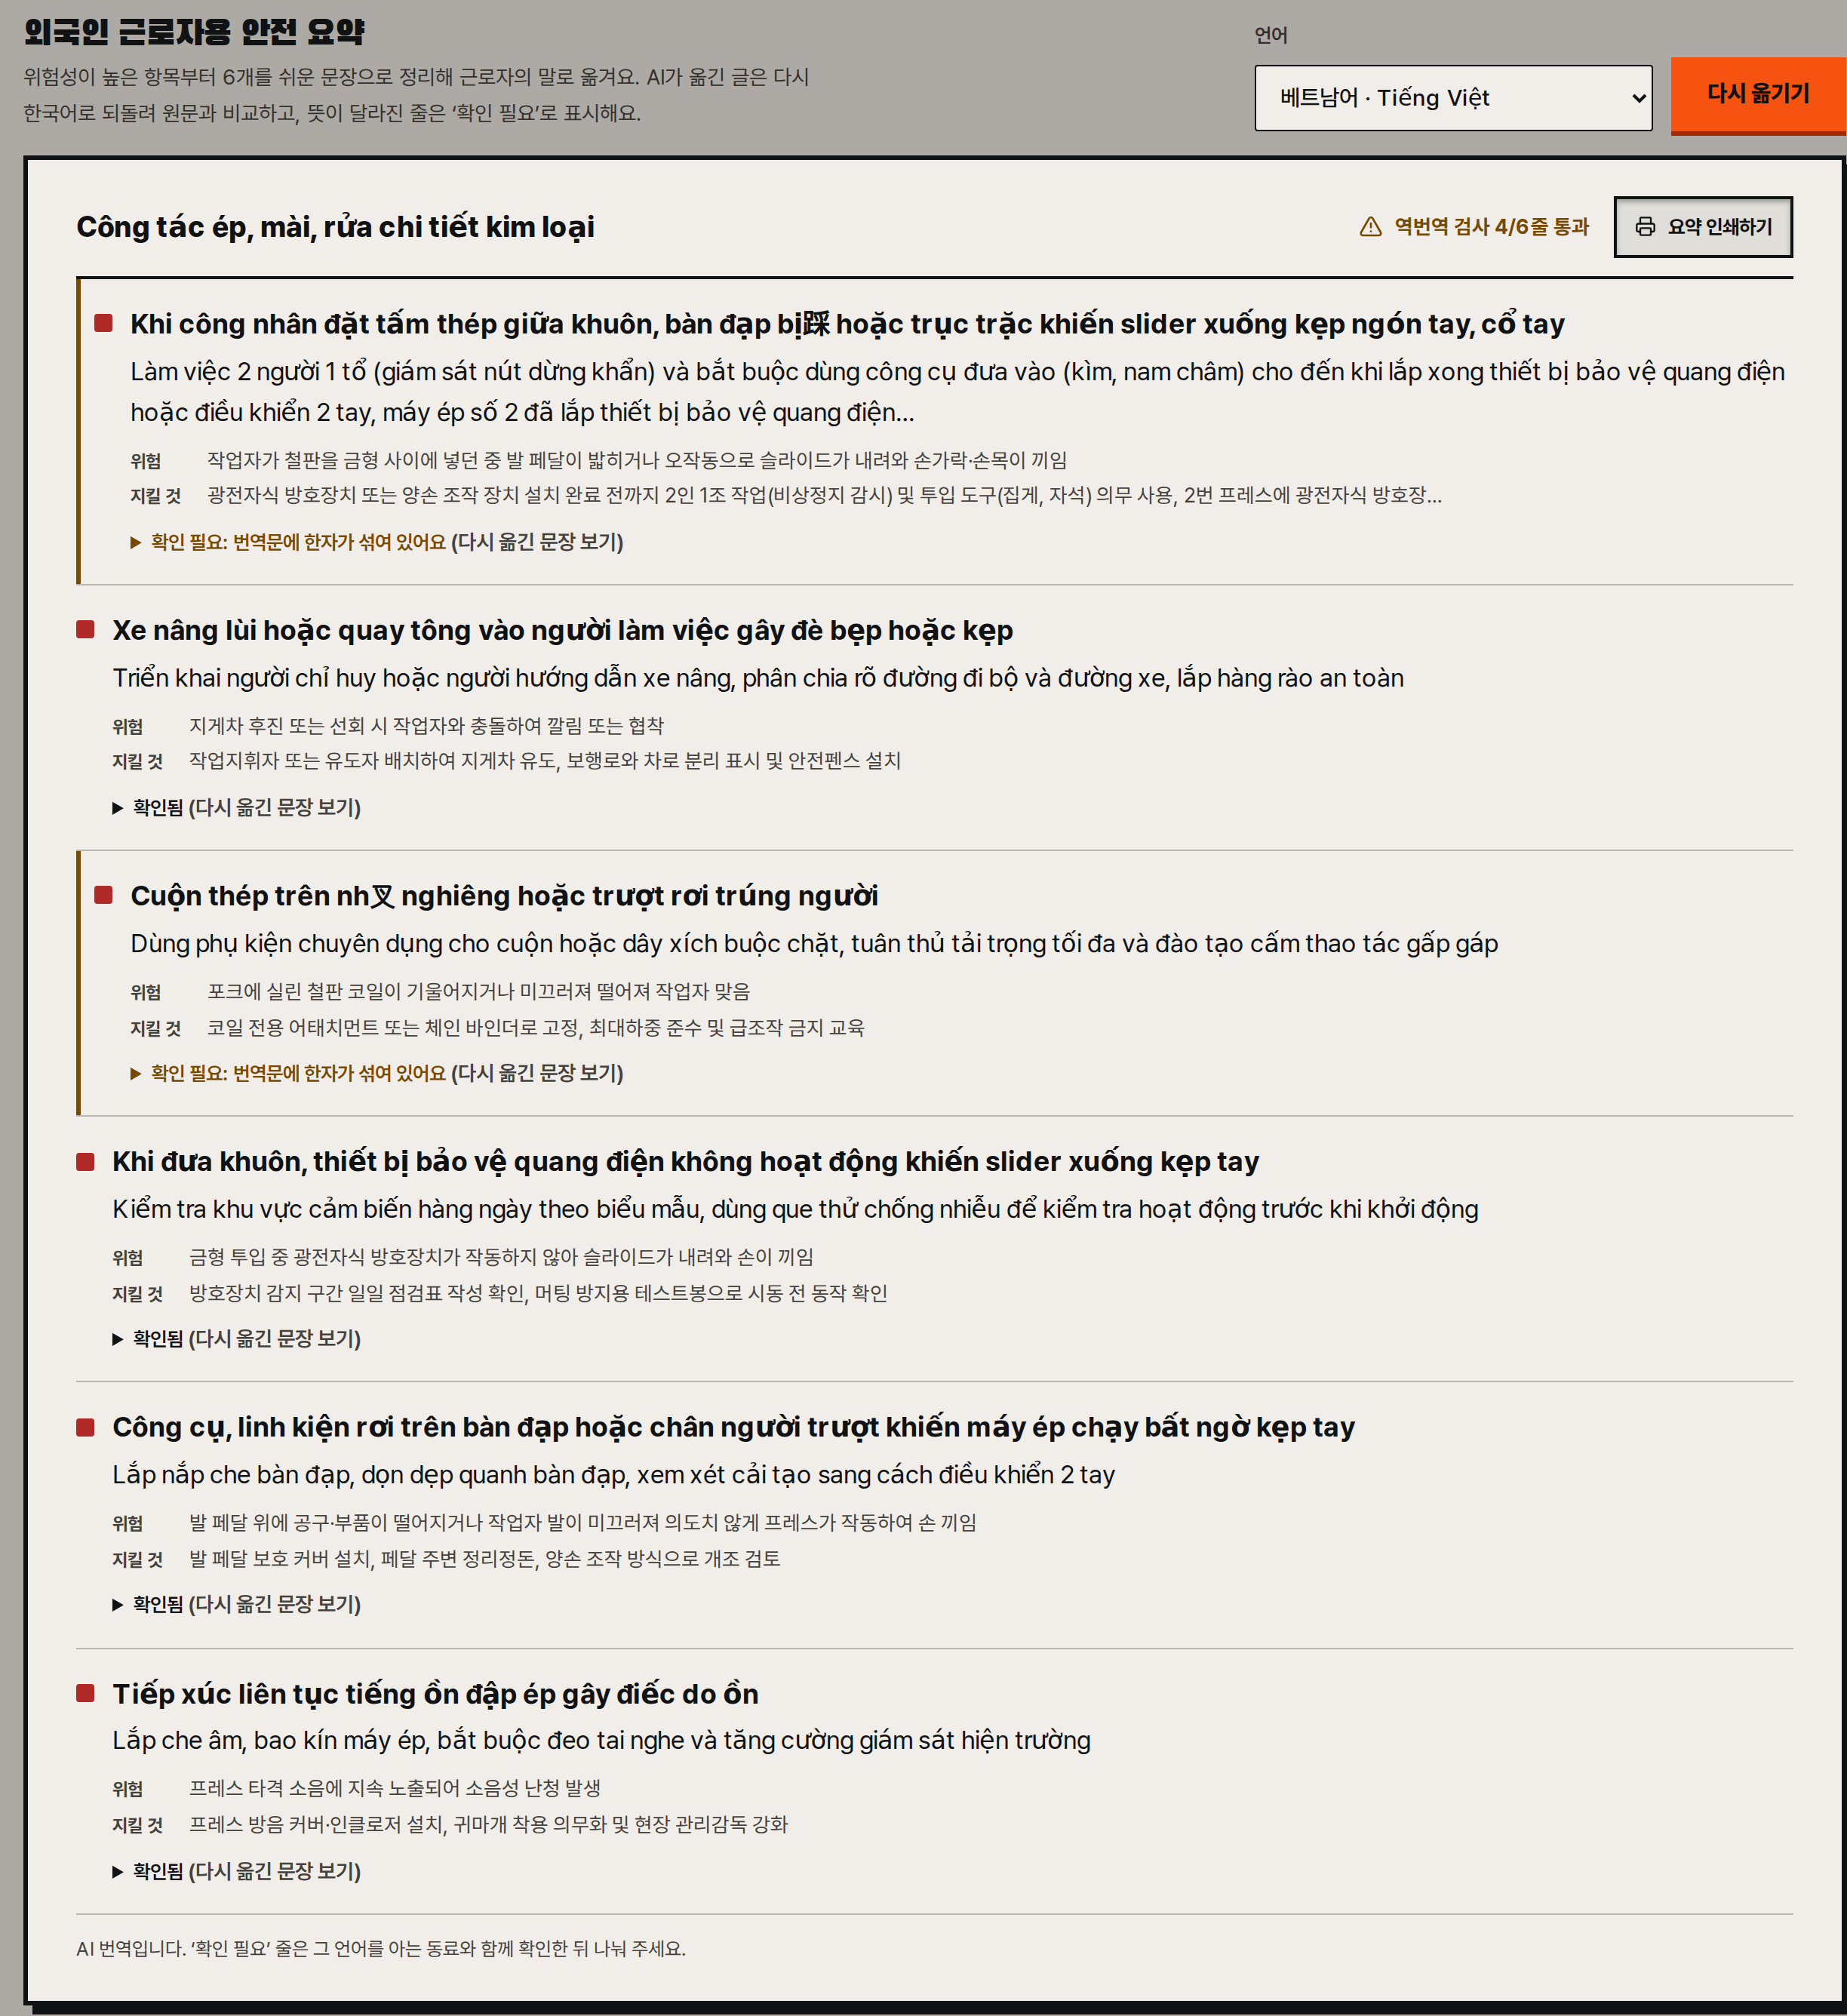 외국인 근로자용 안전 요약
위험성이 높은 항목부터 6개를 쉬운 문장으로 정리해 근로자의 말로 옮겨요. AI가 옮긴 글은 다시
한국어로 되돌려 원문과 비교하고, 뜻이 달라진 줄은 ‘확인 필요’로 표시해요.
언어
베트남어 · Tiếng Việt
다시 옮기기
Công tác ép, mài, rửa chi tiết kim loại
역번역 검사 4/6줄 통과
요약 인쇄하기
Khi công nhân đặt tấm thép giữa khuôn, bàn đạp bị踩 hoặc trục trặc khiến slider xuống kẹp ngón tay, cổ tay
Làm việc 2 người 1 tổ (giám sát nút dừng khẩn) và bắt buộc dùng công cụ đưa vào (kìm, nam châm) cho đến khi lắp xong thiết bị bảo vệ quang điện
hoặc điều khiển 2 tay, máy ép số 2 đã lắp thiết bị bảo vệ quang điện...
위험 작업자가 철판을 금형 사이에 넣던 중 발 페달이 밟히거나 오작동으로 슬라이드가 내려와 손가락·손목이 끼임
지킬 것 광전자식 방호장치 또는 양손 조작 장치 설치 완료 전까지 2인 1조 작업(비상정지 감시) 및 투입 도구(집게, 자석) 의무 사용, 2번 프레스에 광전자식 방호장...
▶ 확인 필요: 번역문에 한자가 섞여 있어요 (다시 옮긴 문장 보기)
Xe nâng lùi hoặc quay tông vào người làm việc gây đè bẹp hoặc kẹp
Triển khai người chỉ huy hoặc người hướng dẫn xe nâng, phân chia rõ đường đi bộ và đường xe, lắp hàng rào an toàn
위험 지게차 후진 또는 선회 시 작업자와 충돌하여 깔림 또는 협착
지킬 것 작업지휘자 또는 유도자 배치하여 지게차 유도, 보행로와 차로 분리 표시 및 안전펜스 설치
▶ 확인됨 (다시 옮긴 문장 보기)
Cuộn thép trên nh叉 nghiêng hoặc trượt rơi trúng người
Dùng phụ kiện chuyên dụng cho cuộn hoặc dây xích buộc chặt, tuân thủ tải trọng tối đa và đào tạo cấm thao tác gấp gáp
위험 포크에 실린 철판 코일이 기울어지거나 미끄러져 떨어져 작업자 맞음
지킬 것 코일 전용 어태치먼트 또는 체인 바인더로 고정, 최대하중 준수 및 급조작 금지 교육
▶ 확인 필요: 번역문에 한자가 섞여 있어요 (다시 옮긴 문장 보기)
Khi đưa khuôn, thiết bị bảo vệ quang điện không hoạt động khiến slider xuống kẹp tay
Kiểm tra khu vực cảm biến hàng ngày theo biểu mẫu, dùng que thử chống nhiễu để kiểm tra hoạt động trước khi khởi động
위험 금형 투입 중 광전자식 방호장치가 작동하지 않아 슬라이드가 내려와 손이 끼임
지킬 것 방호장치 감지 구간 일일 점검표 작성 확인, 머팅 방지용 테스트봉으로 시동 전 동작 확인
▶ 확인됨 (다시 옮긴 문장 보기)
Công cụ, linh kiện rơi trên bàn đạp hoặc chân người trượt khiến máy ép chạy bất ngờ kẹp tay
Lắp nắp che bàn đạp, dọn dẹp quanh bàn đạp, xem xét cải tạo sang cách điều khiển 2 tay
위험 발 페달 위에 공구·부품이 떨어지거나 작업자 발이 미끄러져 의도치 않게 프레스가 작동하여 손 끼임
지킬 것 발 페달 보호 커버 설치, 페달 주변 정리정돈, 양손 조작 방식으로 개조 검토
▶ 확인됨 (다시 옮긴 문장 보기)
Tiếp xúc liên tục tiếng ồn đập ép gây điếc do ồn
Lắp che âm, bao kín máy ép, bắt buộc đeo tai nghe và tăng cường giám sát hiện trường
위험 프레스 타격 소음에 지속 노출되어 소음성 난청 발생
지킬 것 프레스 방음 커버·인클로저 설치, 귀마개 착용 의무화 및 현장 관리감독 강화
▶ 확인됨 (다시 옮긴 문장 보기)
AI 번역입니다. ‘확인 필요’ 줄은 그 언어를 아는 동료와 함께 확인한 뒤 나눠 주세요.